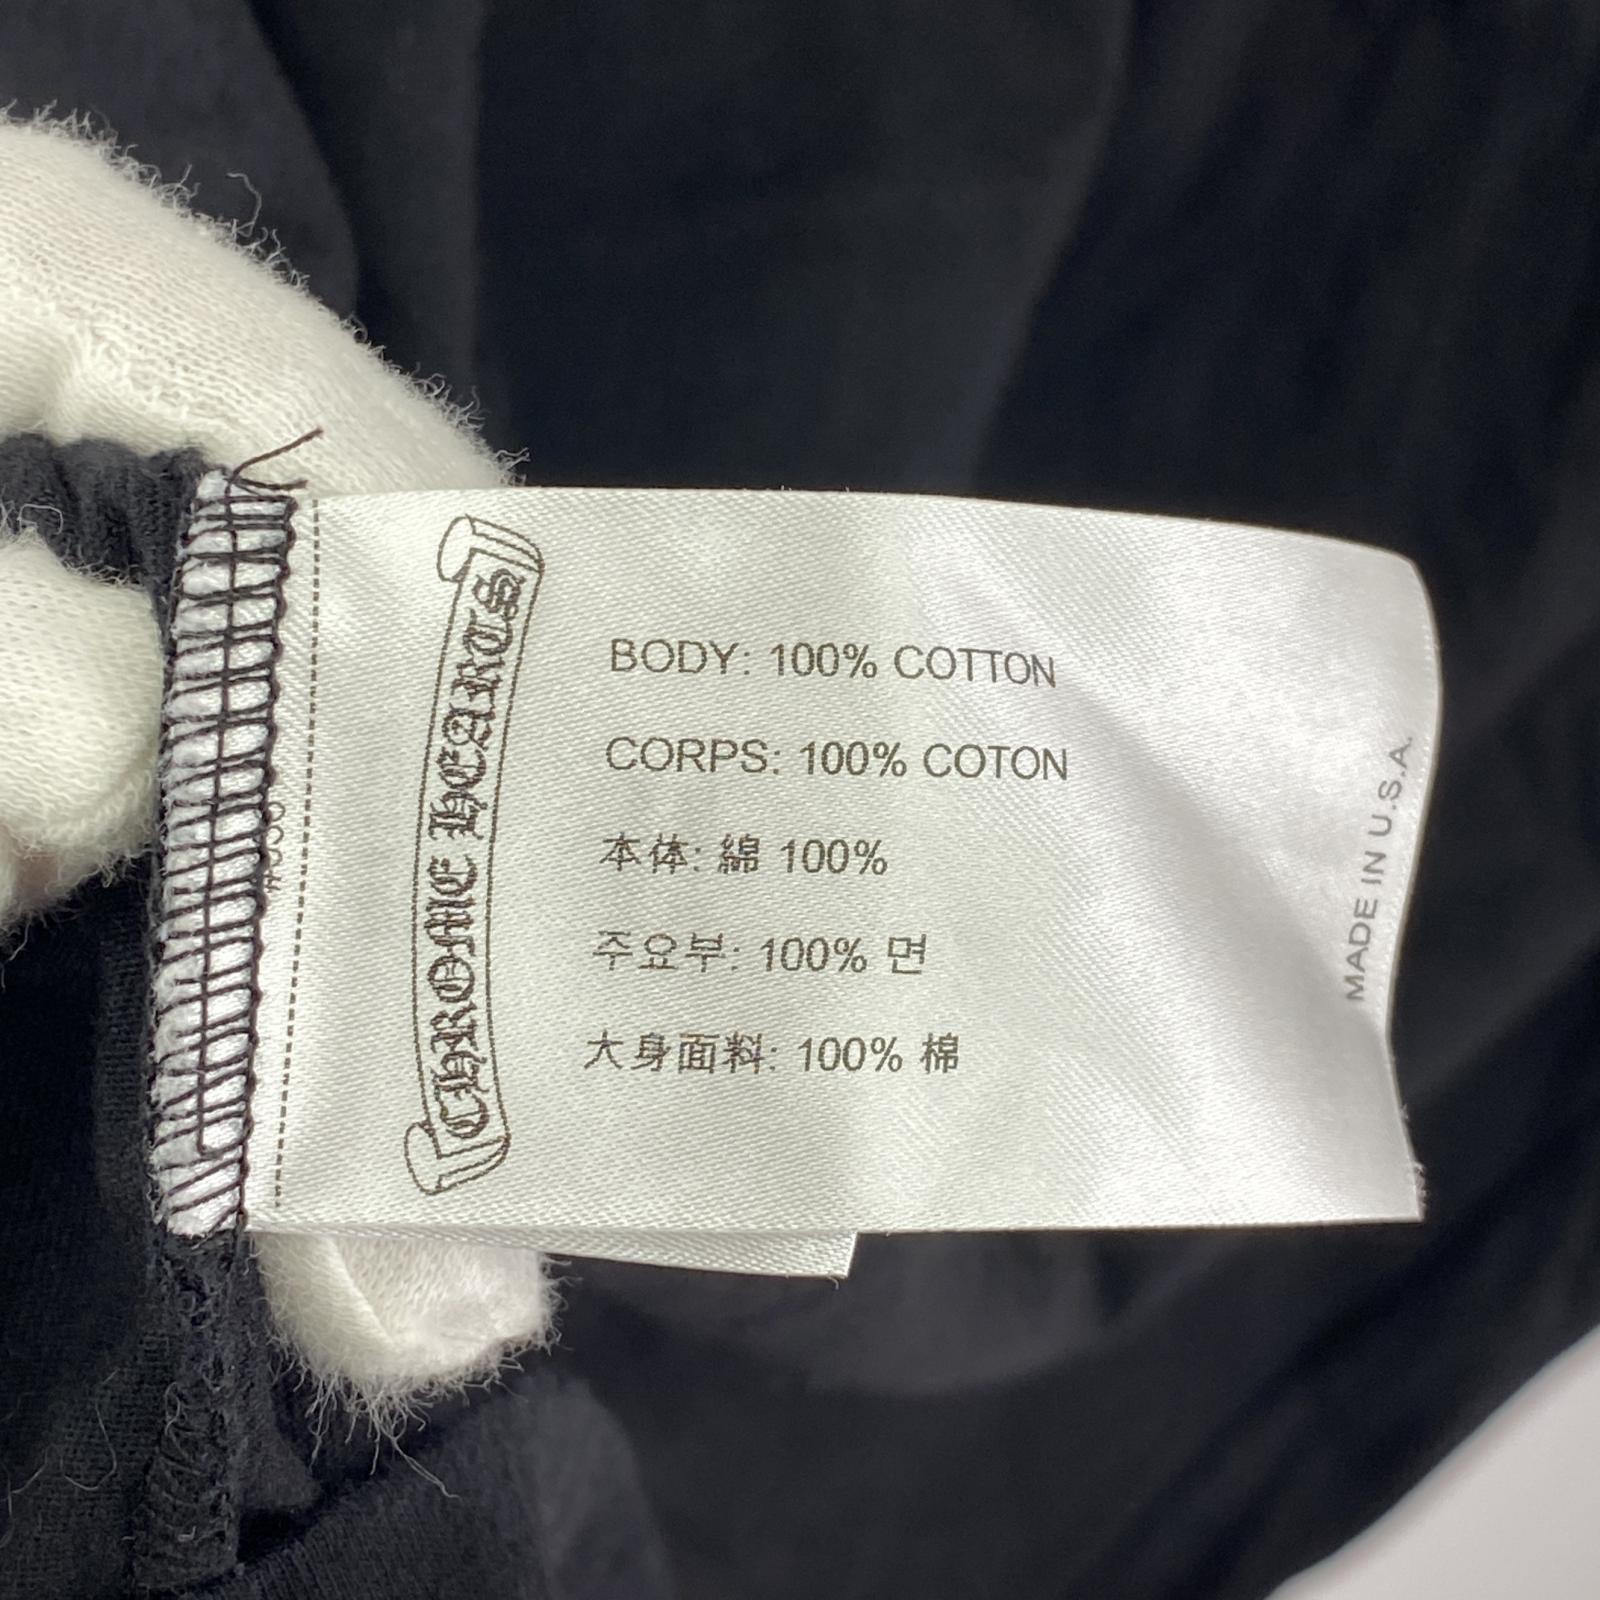 CHROME HEARTS
BODY: 100% COTTON
CORPS: 100% COTON
本体: 綿 100%
주요부: 100% 면
大身面料: 100% 棉
MADE IN U.S.A.